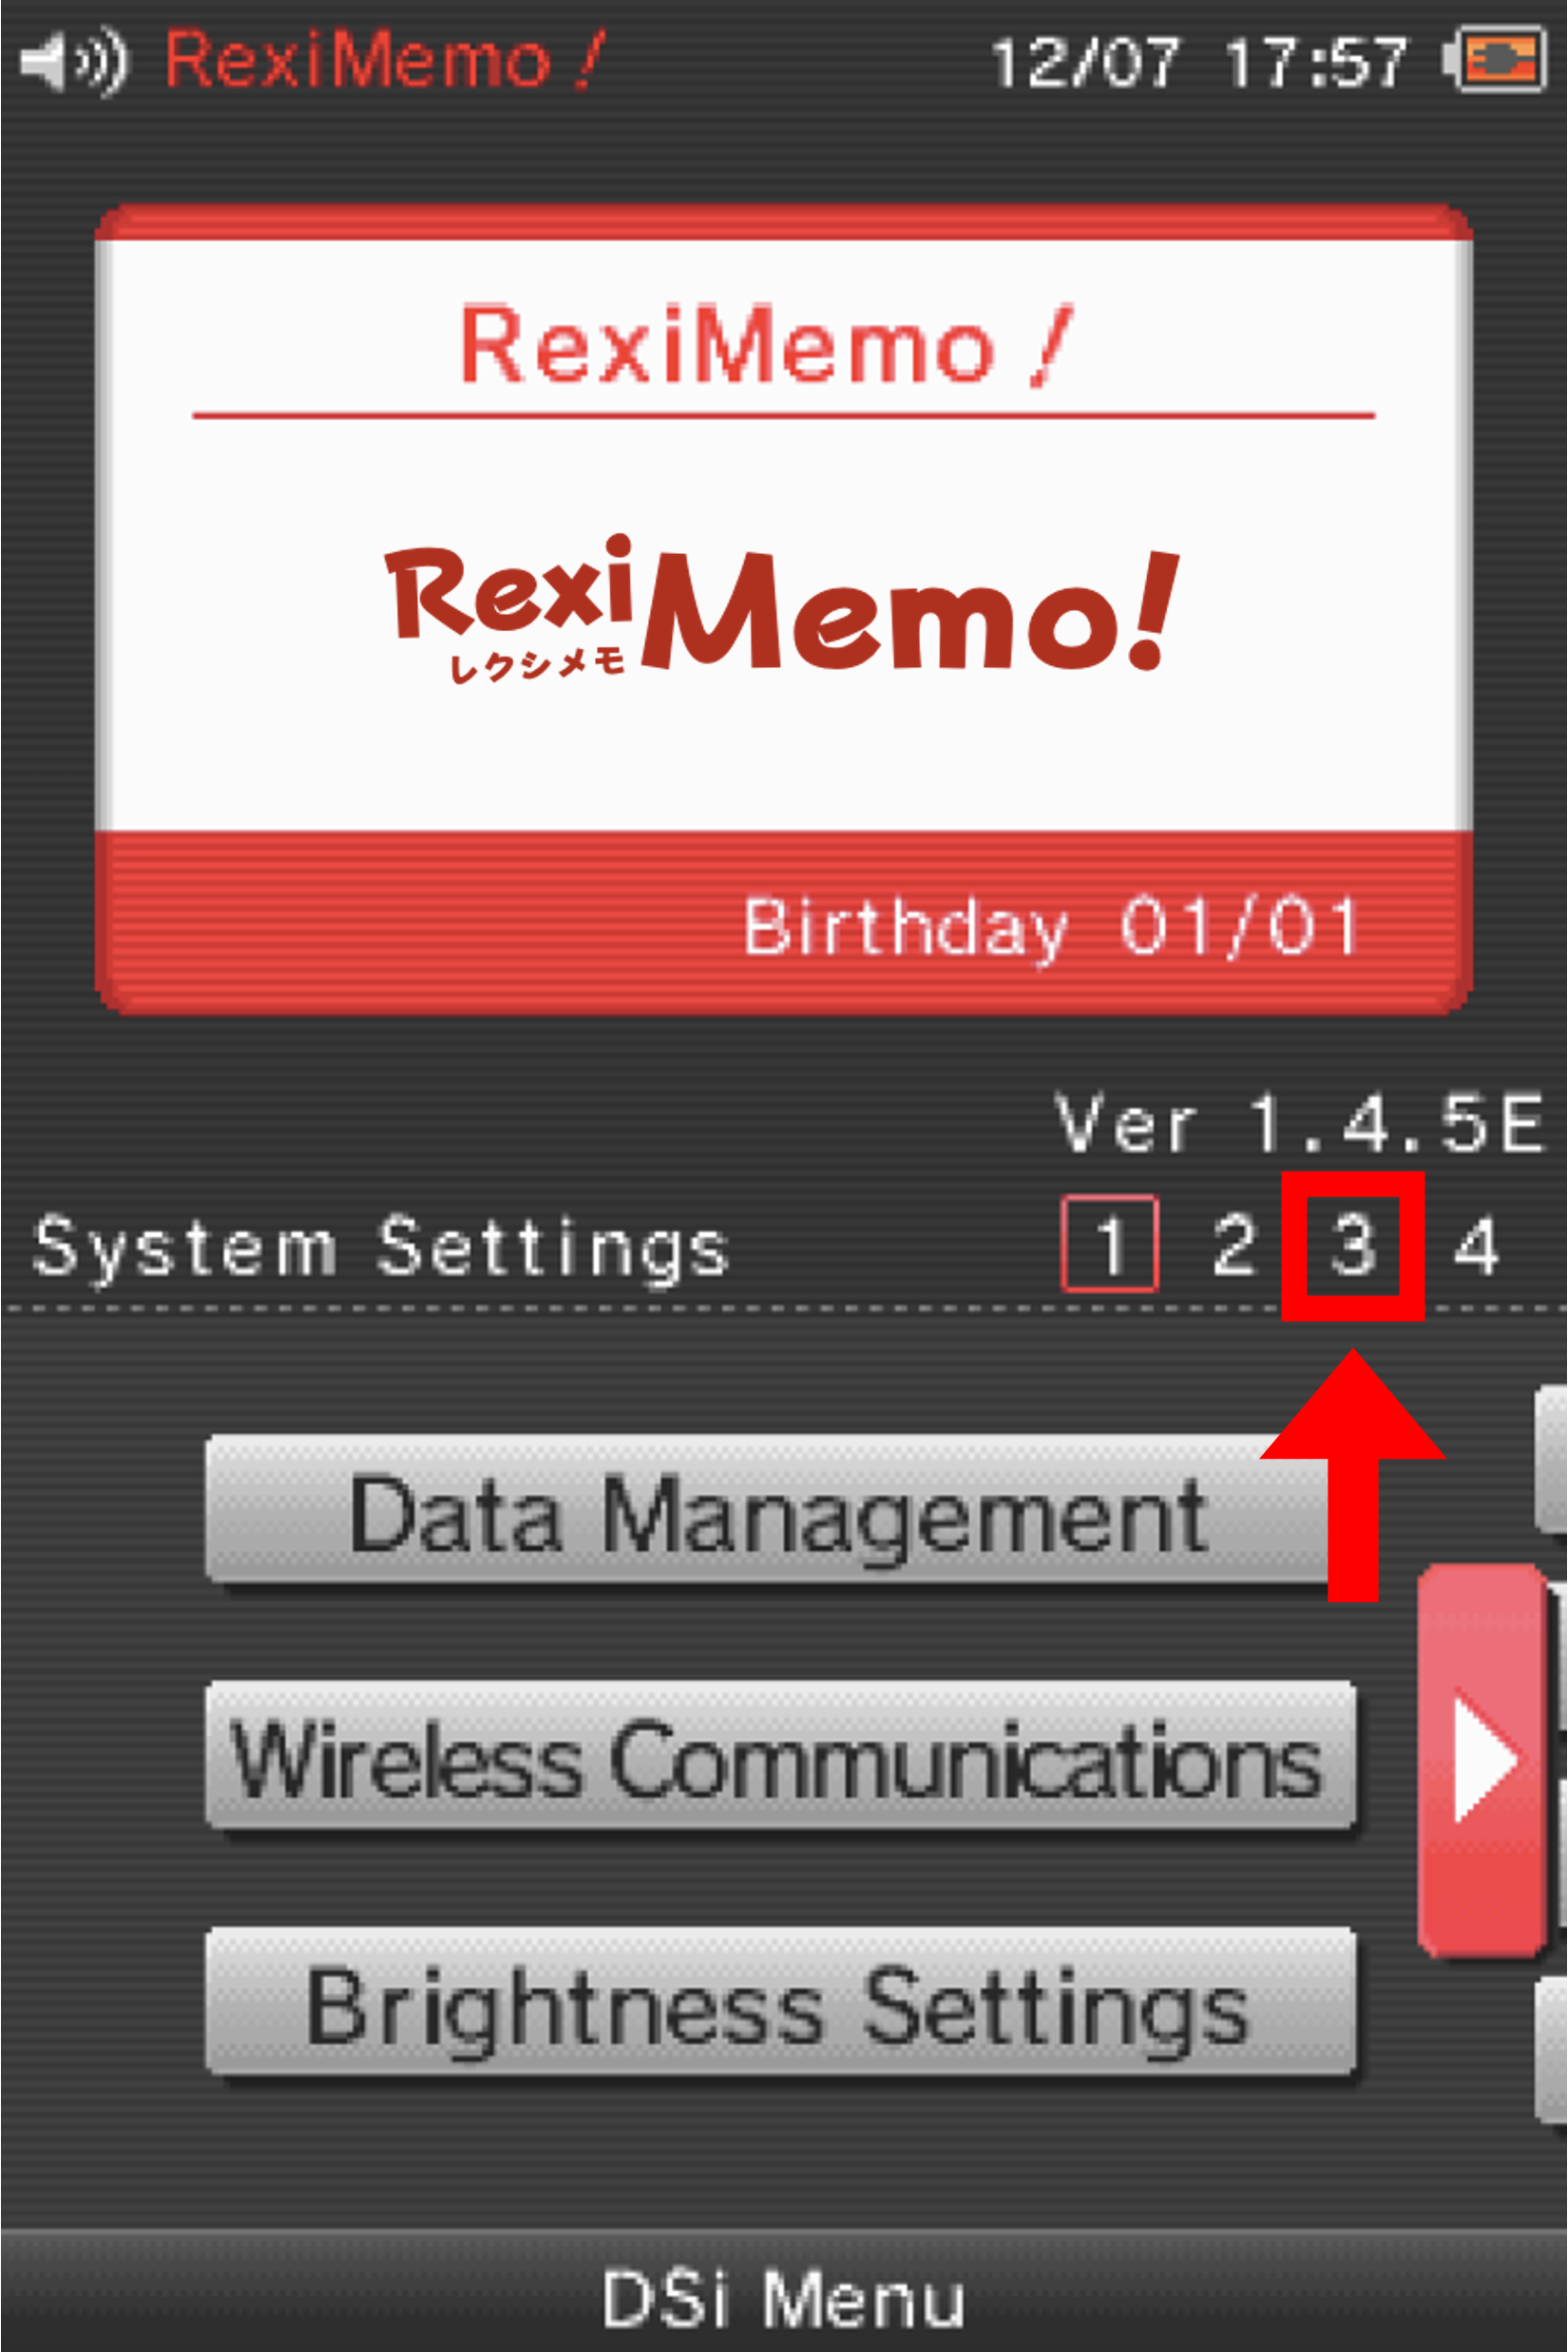 RexiMemo！ 12/07 17:57
RexiMemo！
RexiMemo!
レクシメモ
Birthday 01/01
Ver 1.4.5E
System Settings 1 2 3 4
Data Management
Wireless Communications
Brightness Settings
DSi Menu